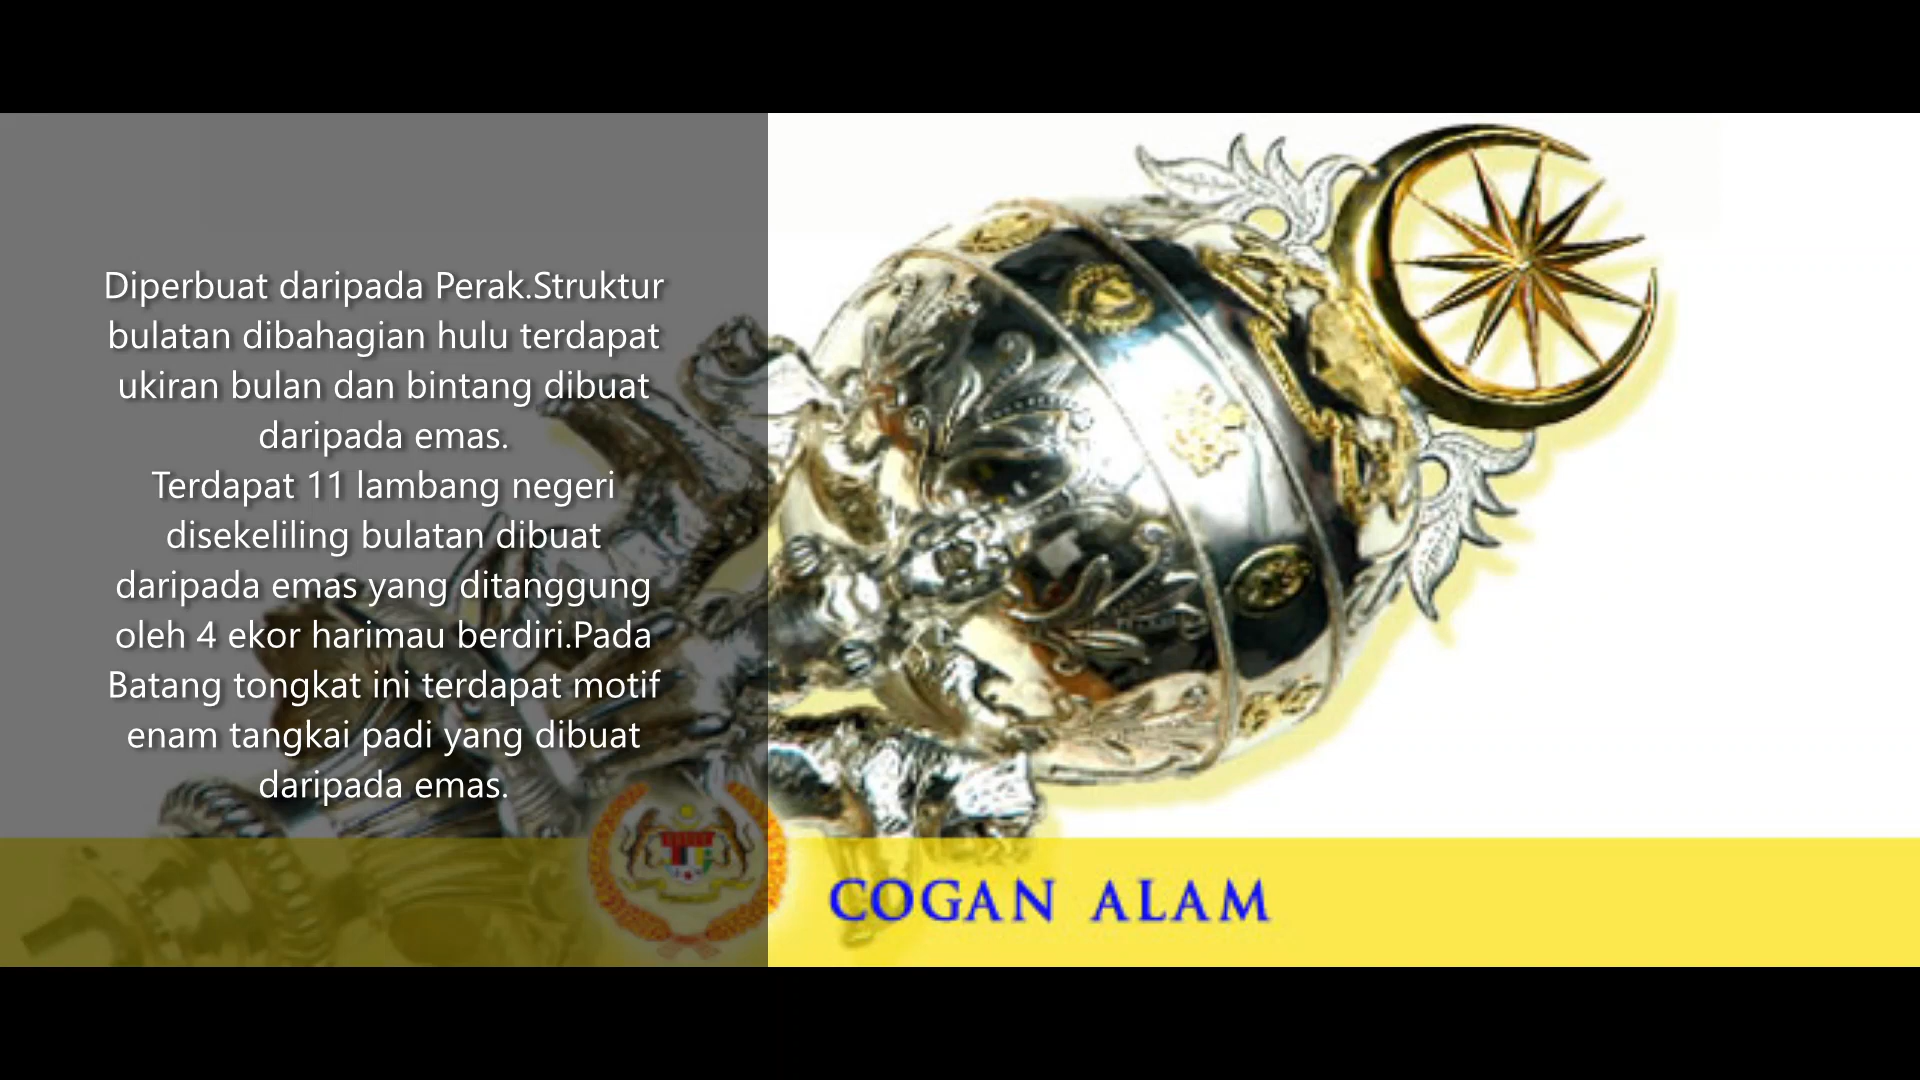 Diperbuat daripada Perak.Struktur
bulatan dibahagian hulu terdapat
ukiran bulan dan bintang dibuat
daripada emas.
Terdapat 11 lambang negeri
disekeliling bulatan dibuat
daripada emas yang ditanggung
oleh 4 ekor harimau berdiri.Pada
Batang tongkat ini terdapat motif
enam tangkai padi yang dibuat
daripada emas.
COGAN ALAM